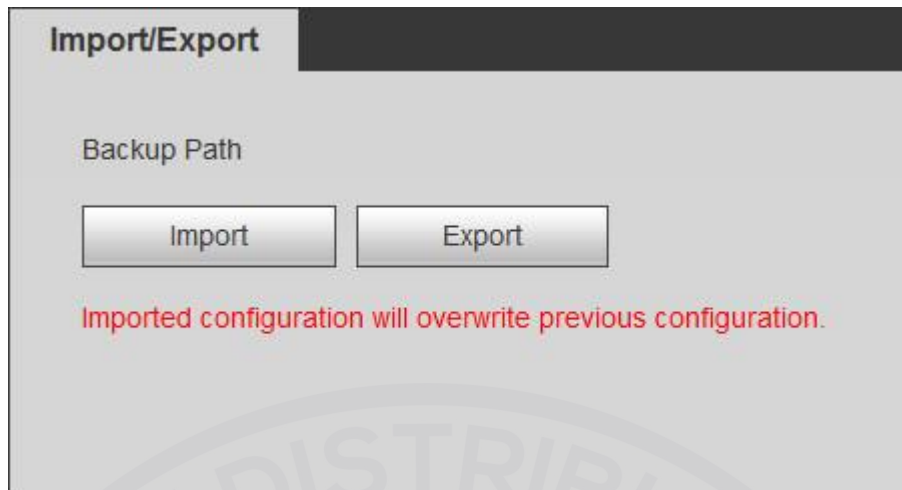 Import/Export
Backup Path
Import Export
Imported configuration will overwrite previous configuration.